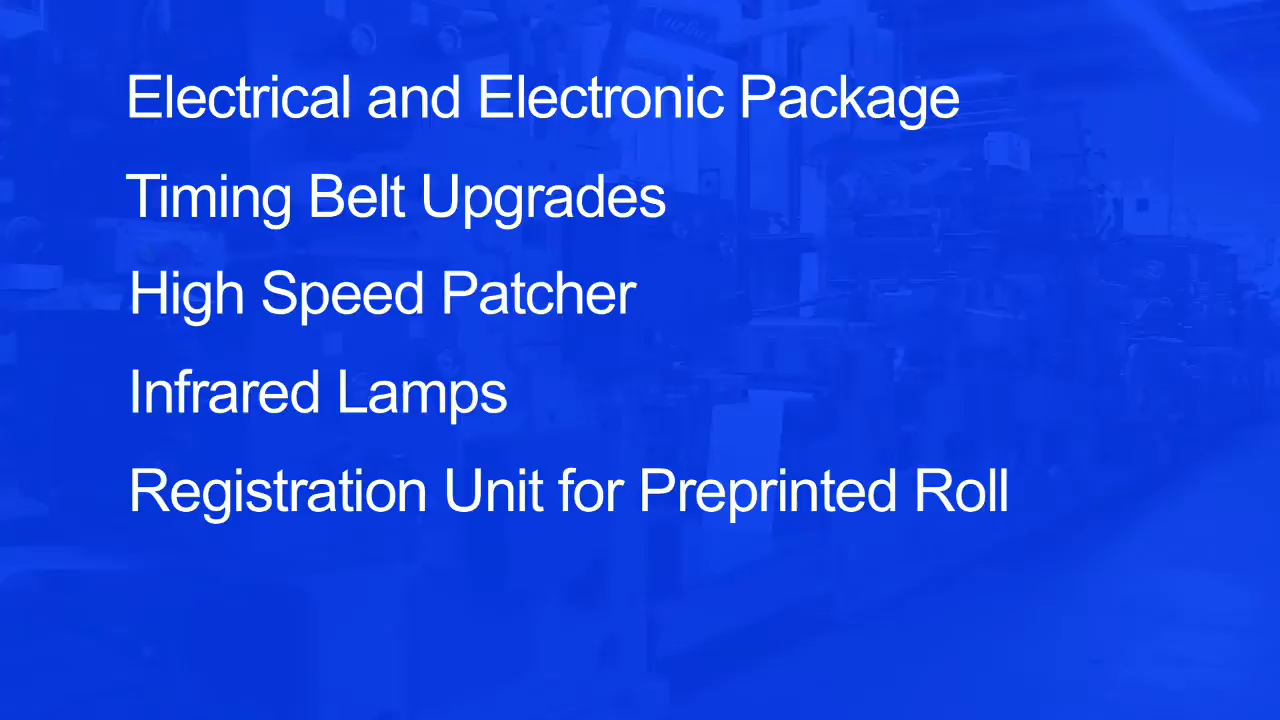 Electrical and Electronic Package
Timing Belt Upgrades
High Speed Patcher
Infrared Lamps
Registration Unit for Preprinted Roll